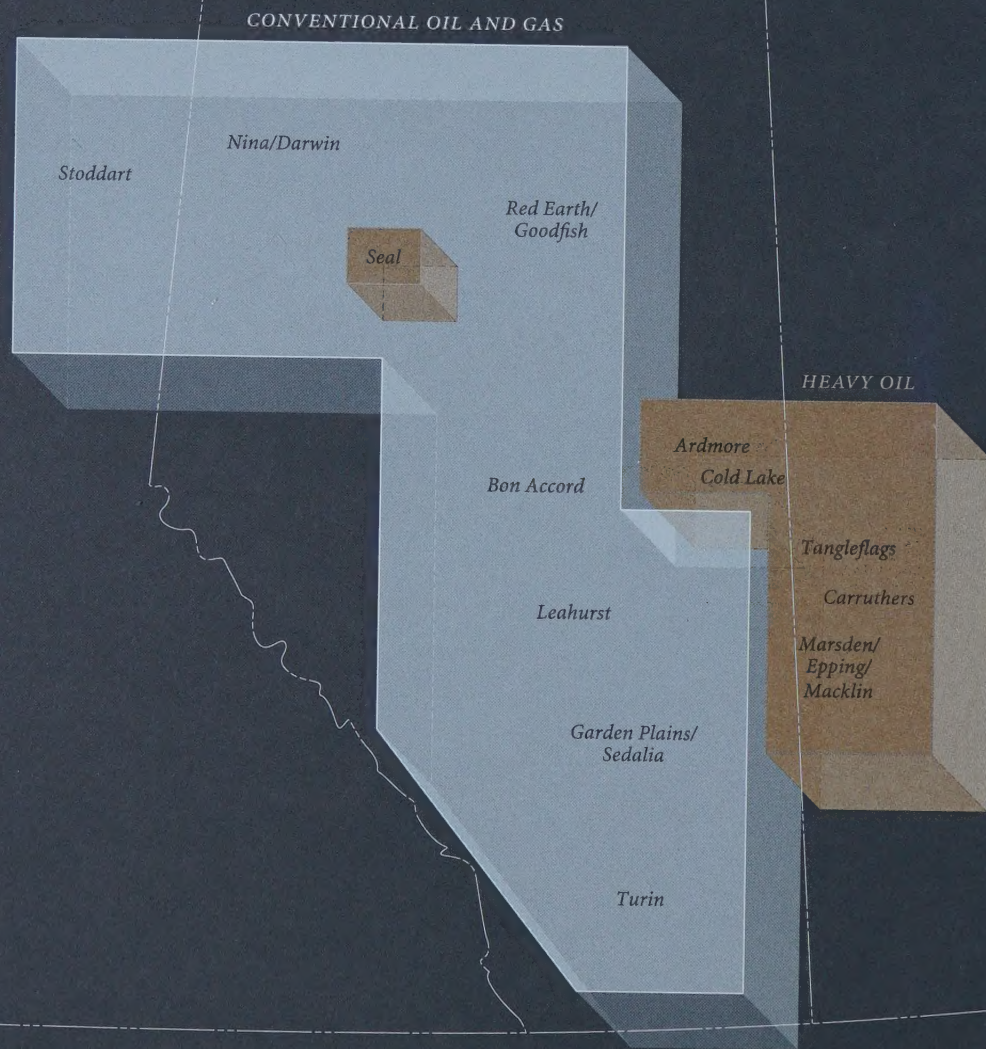 CONVENTIONAL OIL AND GAS
Nina/Darwin
Stoddart
Red Earth/
Goodfish
Seal
HEAVY OIL
Ardmore
Cold Lake
Bon Accord
Tangleflags
Carruthers
Leahurst
Marsden/
Epping/
Macklin
Garden Plains/
Sedalia
Turin